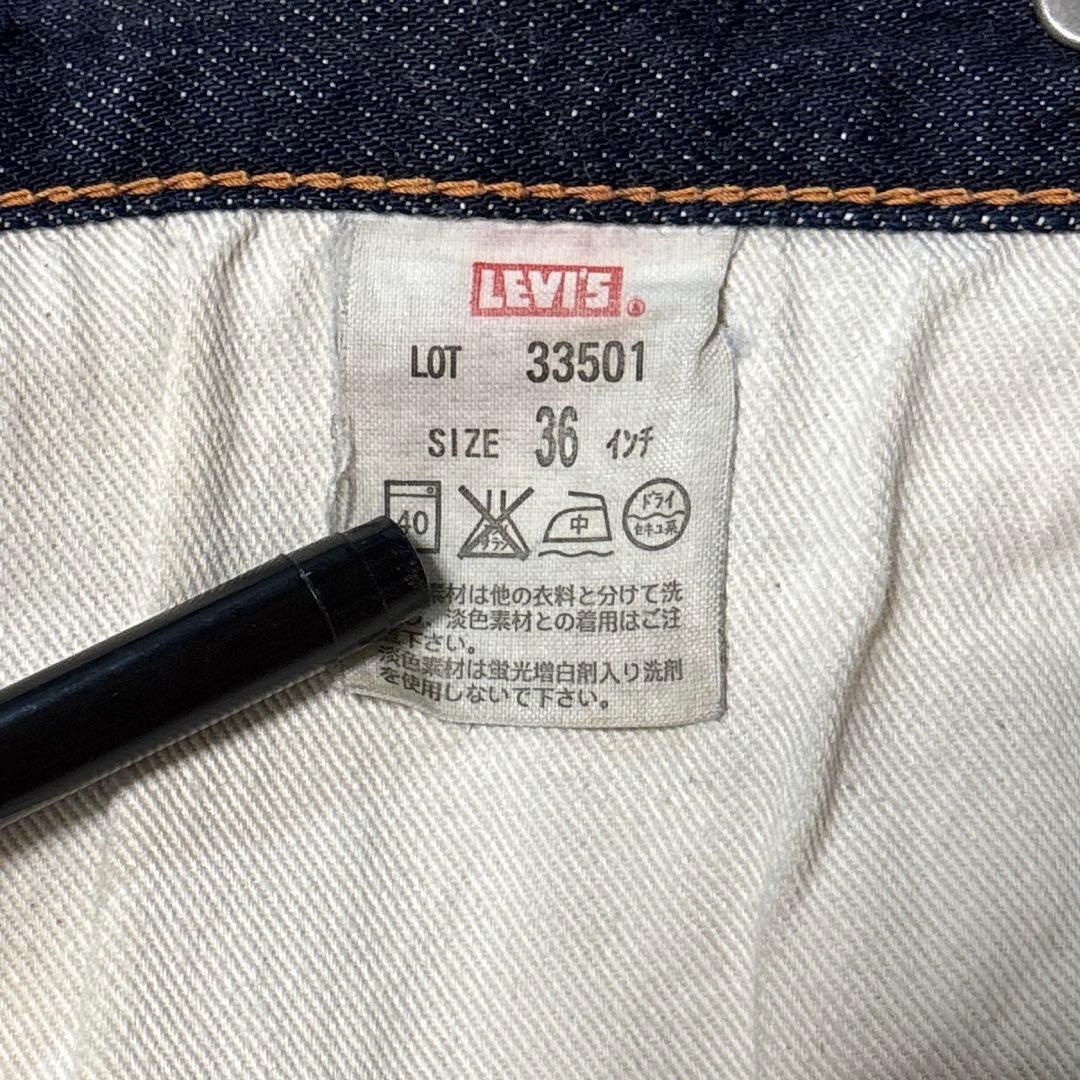 LEVI'S®
LOT 33501
SIZE 36 インチ
40 中 ドライ セキユ系
素材は他の衣料と分けて洗
淡色素材との着用はご注
下さい。
淡色素材は蛍光増白剤入り洗剤
を使用しないで下さい。